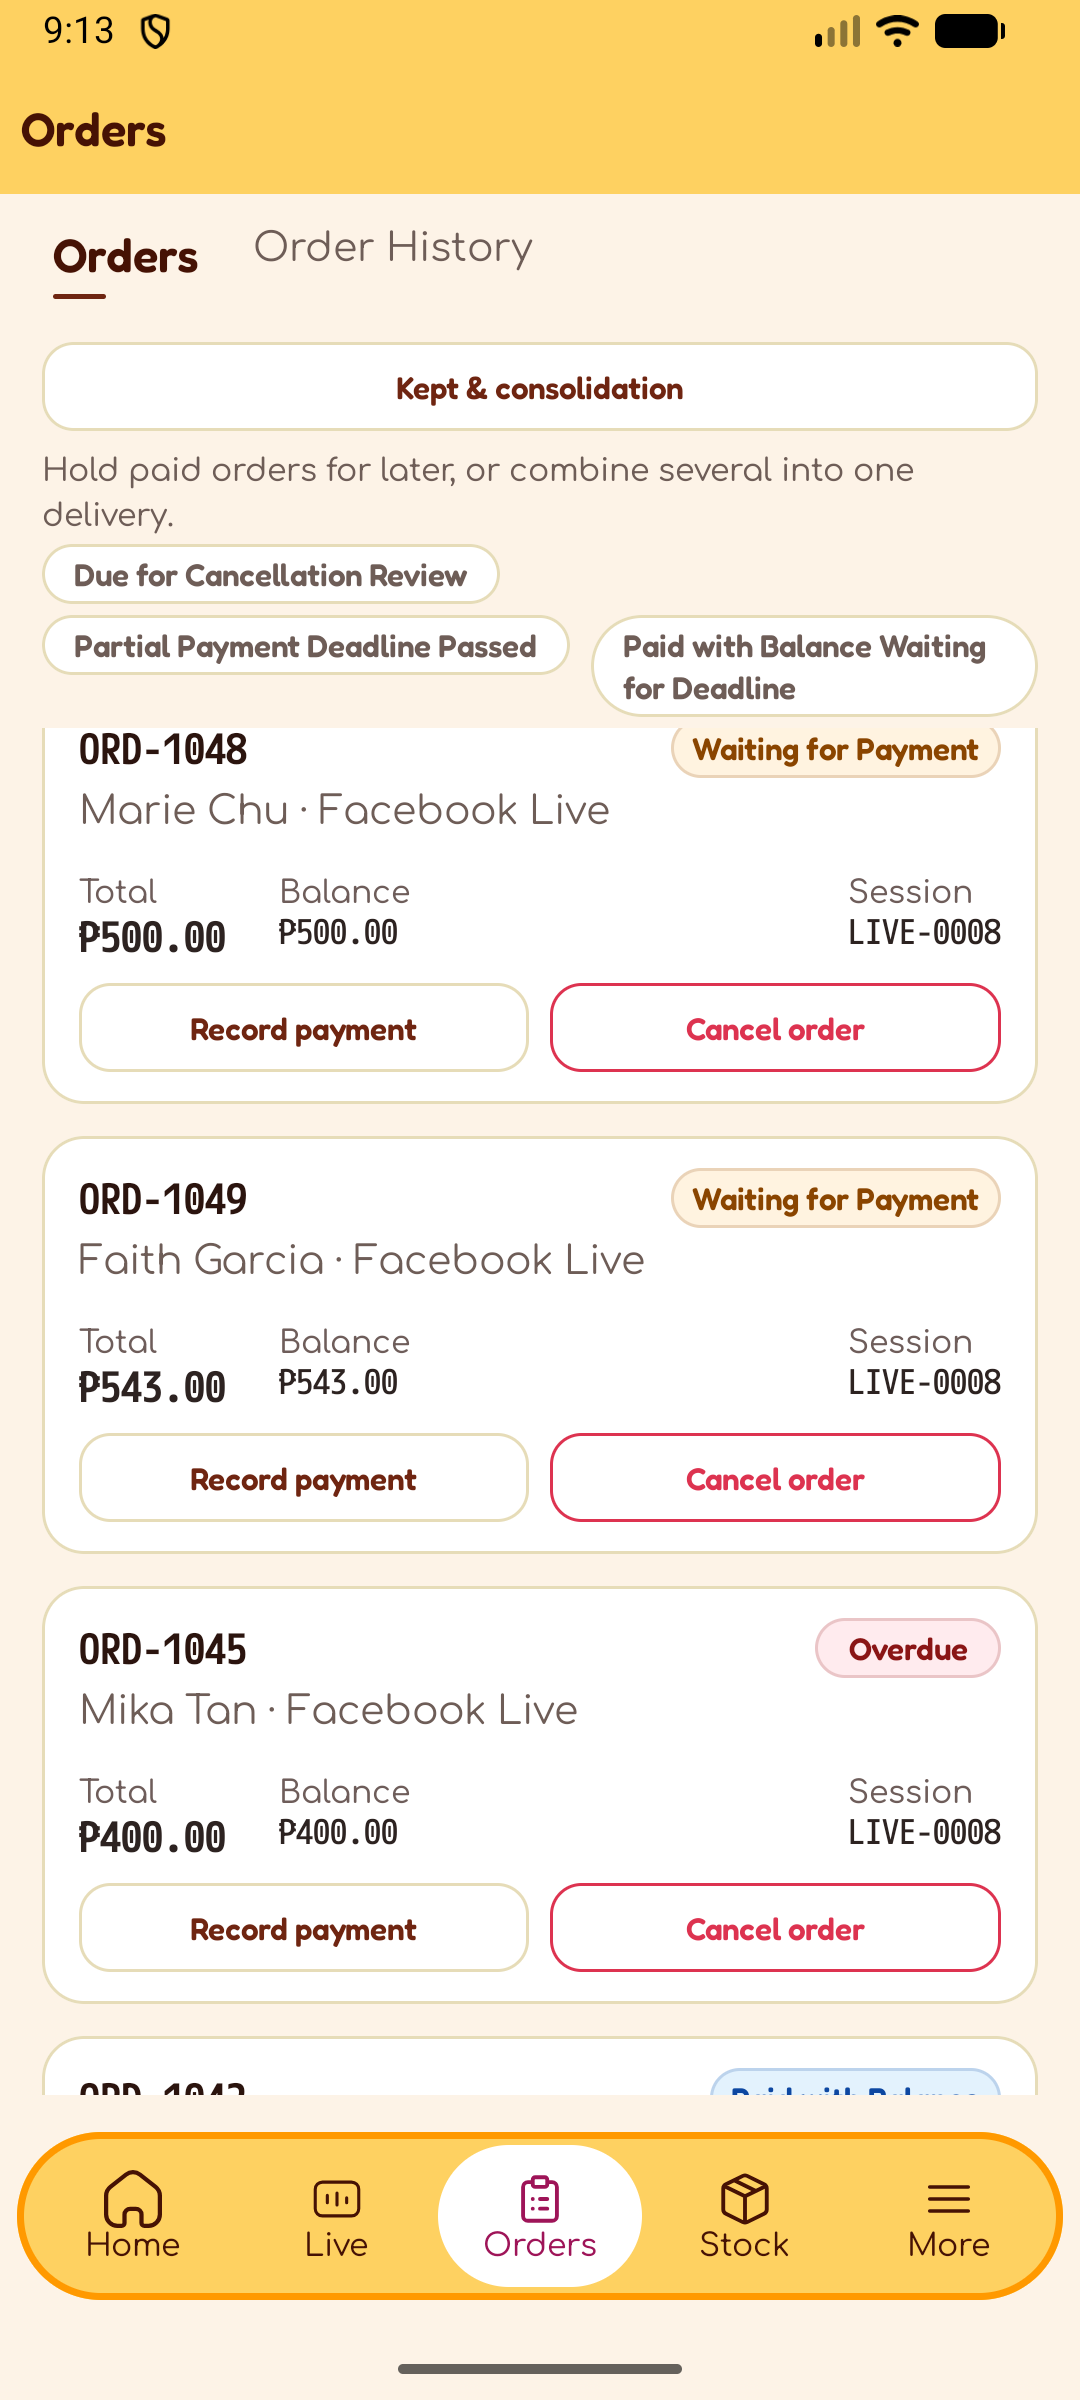 9:13
Orders
Orders
Order History
Kept & consolidation
Hold paid orders for later, or combine several into one
delivery.
Due for Cancellation Review
Partial Payment Deadline Passed
Paid with Balance Waiting
for Deadline
ORD-1048
Waiting for Payment
Marie Chu · Facebook Live
Total
Balance
Session
₱500.00
₱500.00
LIVE-0008
Record payment
Cancel order
ORD-1049
Waiting for Payment
Faith Garcia · Facebook Live
Total
Balance
Session
₱543.00
₱543.00
LIVE-0008
Record payment
Cancel order
ORD-1045
Overdue
Mika Tan · Facebook Live
Total
Balance
Session
₱400.00
₱400.00
LIVE-0008
Record payment
Cancel order
Paid with Balance
Home
Live
Orders
Stock
More